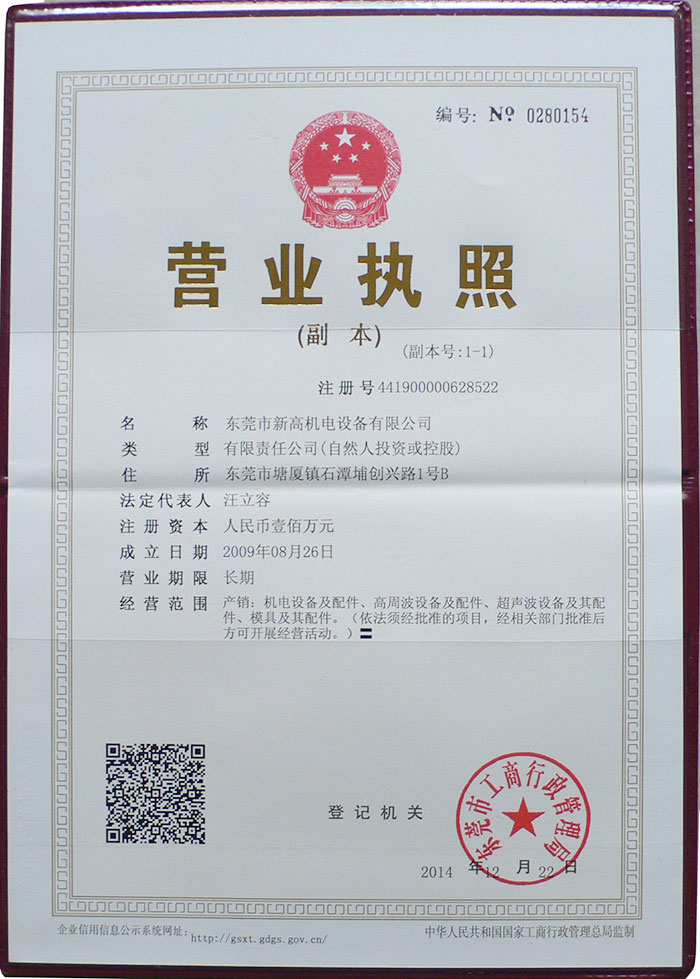 编号: Nº 0280154
营业执照
(副 本)
(副本号:1-1)
注册号441900000628522
名 称 东莞市新高机电设备有限公司
类 型 有限责任公司(自然人投资或控股)
住 所 东莞市塘厦镇石潭埔创兴路1号B
法定代表人 汪立容
注册资本 人民币壹佰万元
成立日期 2009年08月26日
营业期限 长期
经营范围 产销：机电设备及配件、高周波设备及配件、超声波设备及其配
件、模具及其配件。（依法须经批准的项目，经相关部门批准后
方可开展经营活动。）
东莞市工商行政管理局
登记机关
2014 年12 月 22 日
企业信用信息公示系统网址: http://gsxt.gdgs.gov.cn/
中华人民共和国国家工商行政管理总局监制